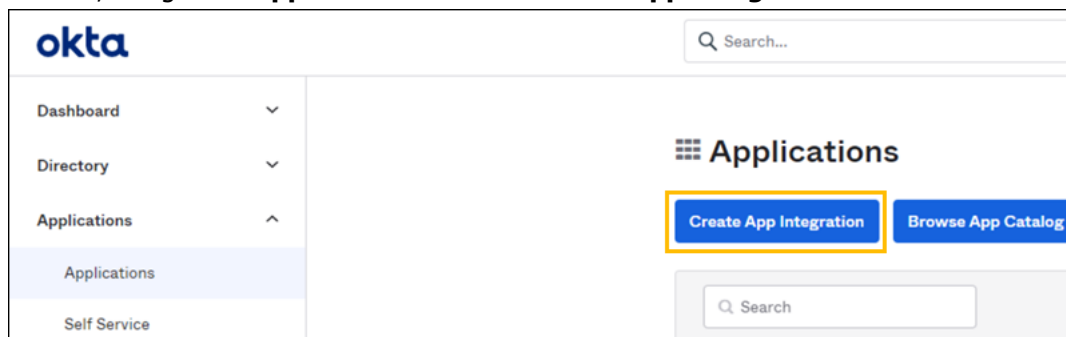 okta
Search...
Dashboard
Directory
Applications
Applications
Self Service
Applications
Create App Integration
Browse App Catalog
Search